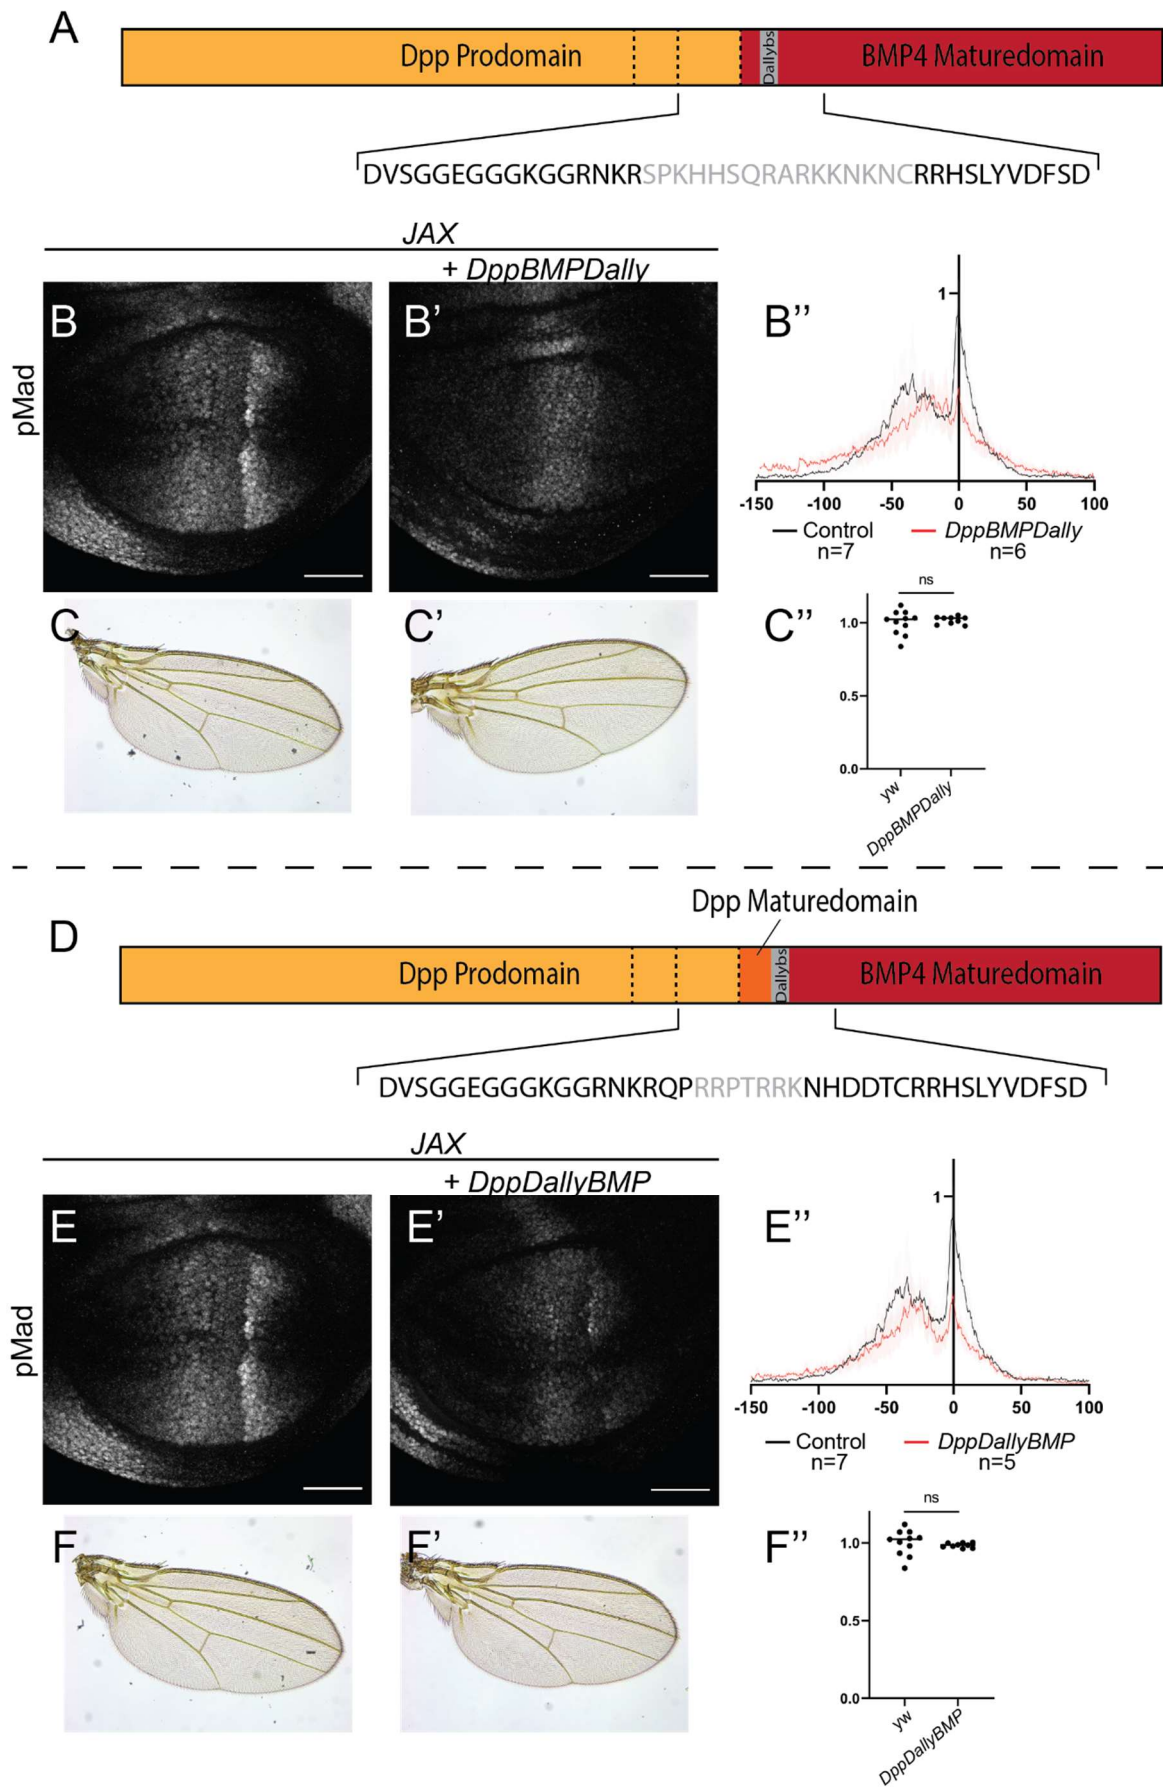 A
Dpp Prodomain
Dallybs
BMP4 Maturedomain
DVSGGEGGGKGGRNKRSPKHHSQRARKKNKNCRRHSLYVDFSD
JAX
+ DppBMPDally
pMad
B
B’
B’’
1
-150 -100 -50 0 50 100
Control
n=7
DppBMPDally
n=6
C
C’
C’’
ns
1.0
0.5
0.0
yw
DppBMPDally
Dpp Maturedomain
D
Dpp Prodomain
Dallybs
BMP4 Maturedomain
DVSGGEGGGKGGRNKRQPRRPTRRKNHDDTCRRHSLYVDFSD
JAX
+ DppDallyBMP
pMad
E
E’
E’’
1
-150 -100 -50 0 50 100
Control
n=7
DppDallyBMP
n=5
F
F’
F’’
ns
1.0
0.5
0.0
yw
DppDallyBMP